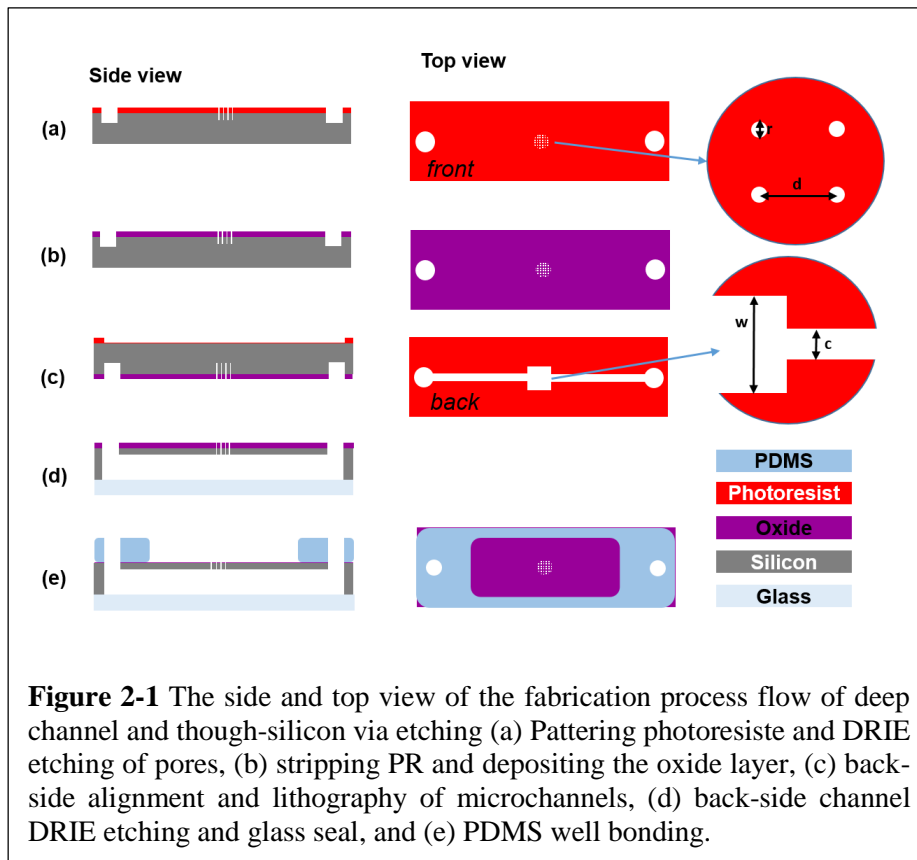 Side view
Top view
(a)
front
r
d
(b)
w
c
(c)
back
(d)
PDMS
Photoresist
Oxide
Silicon
Glass
(e)
Figure 2-1 The side and top view of the fabrication process flow of deep
channel and though-silicon via etching (a) Pattering photoresiste and DRIE
etching of pores, (b) stripping PR and depositing the oxide layer, (c) back-
side alignment and lithography of microchannels, (d) back-side channel
DRIE etching and glass seal, and (e) PDMS well bonding.